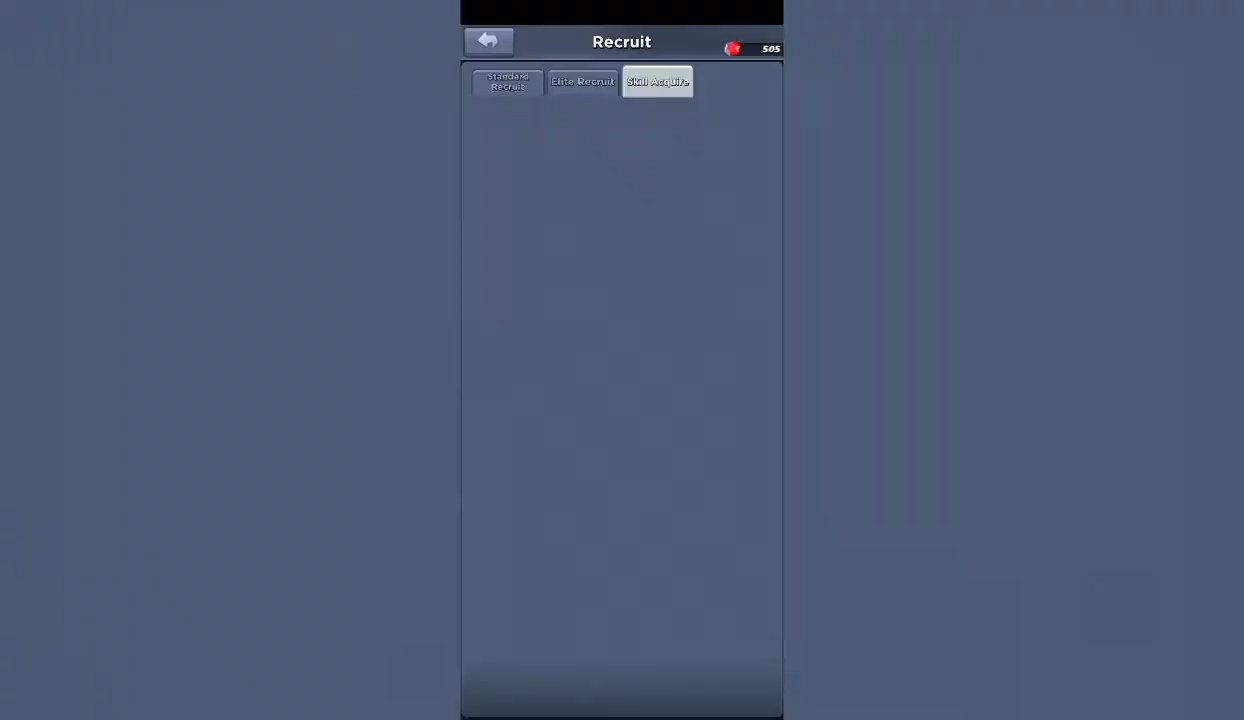 Recruit
505
Standard
Recruit
Elite Recruit
Skill Acquire